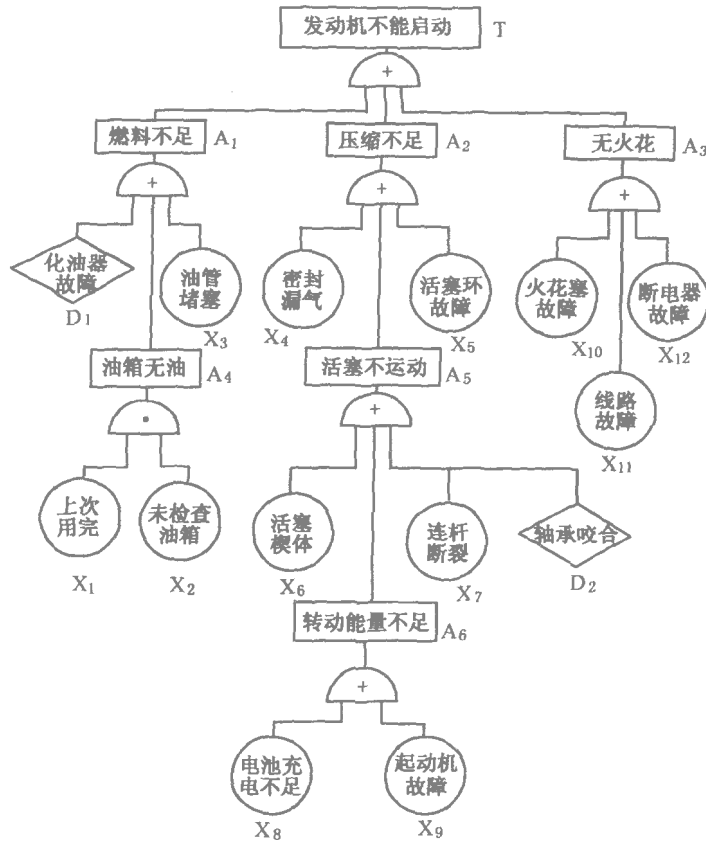 发动机不能启动
T
+
燃料不足
A1
压缩不足
A2
无火花
A3
+
+
+
化油器
故障
D1
油管
堵塞
X3
密封
漏气
X4
活塞环
故障
X5
火花塞
故障
X10
断电器
故障
X12
油箱无油
A4
活塞不运动
A5
线路
故障
X11
•
+
上次
用完
X1
未检查
油箱
X2
活塞
楔体
X6
连杆
断裂
X7
轴承咬合
D2
转动能量不足
A6
+
电池充
电不足
X8
起动机
故障
X9